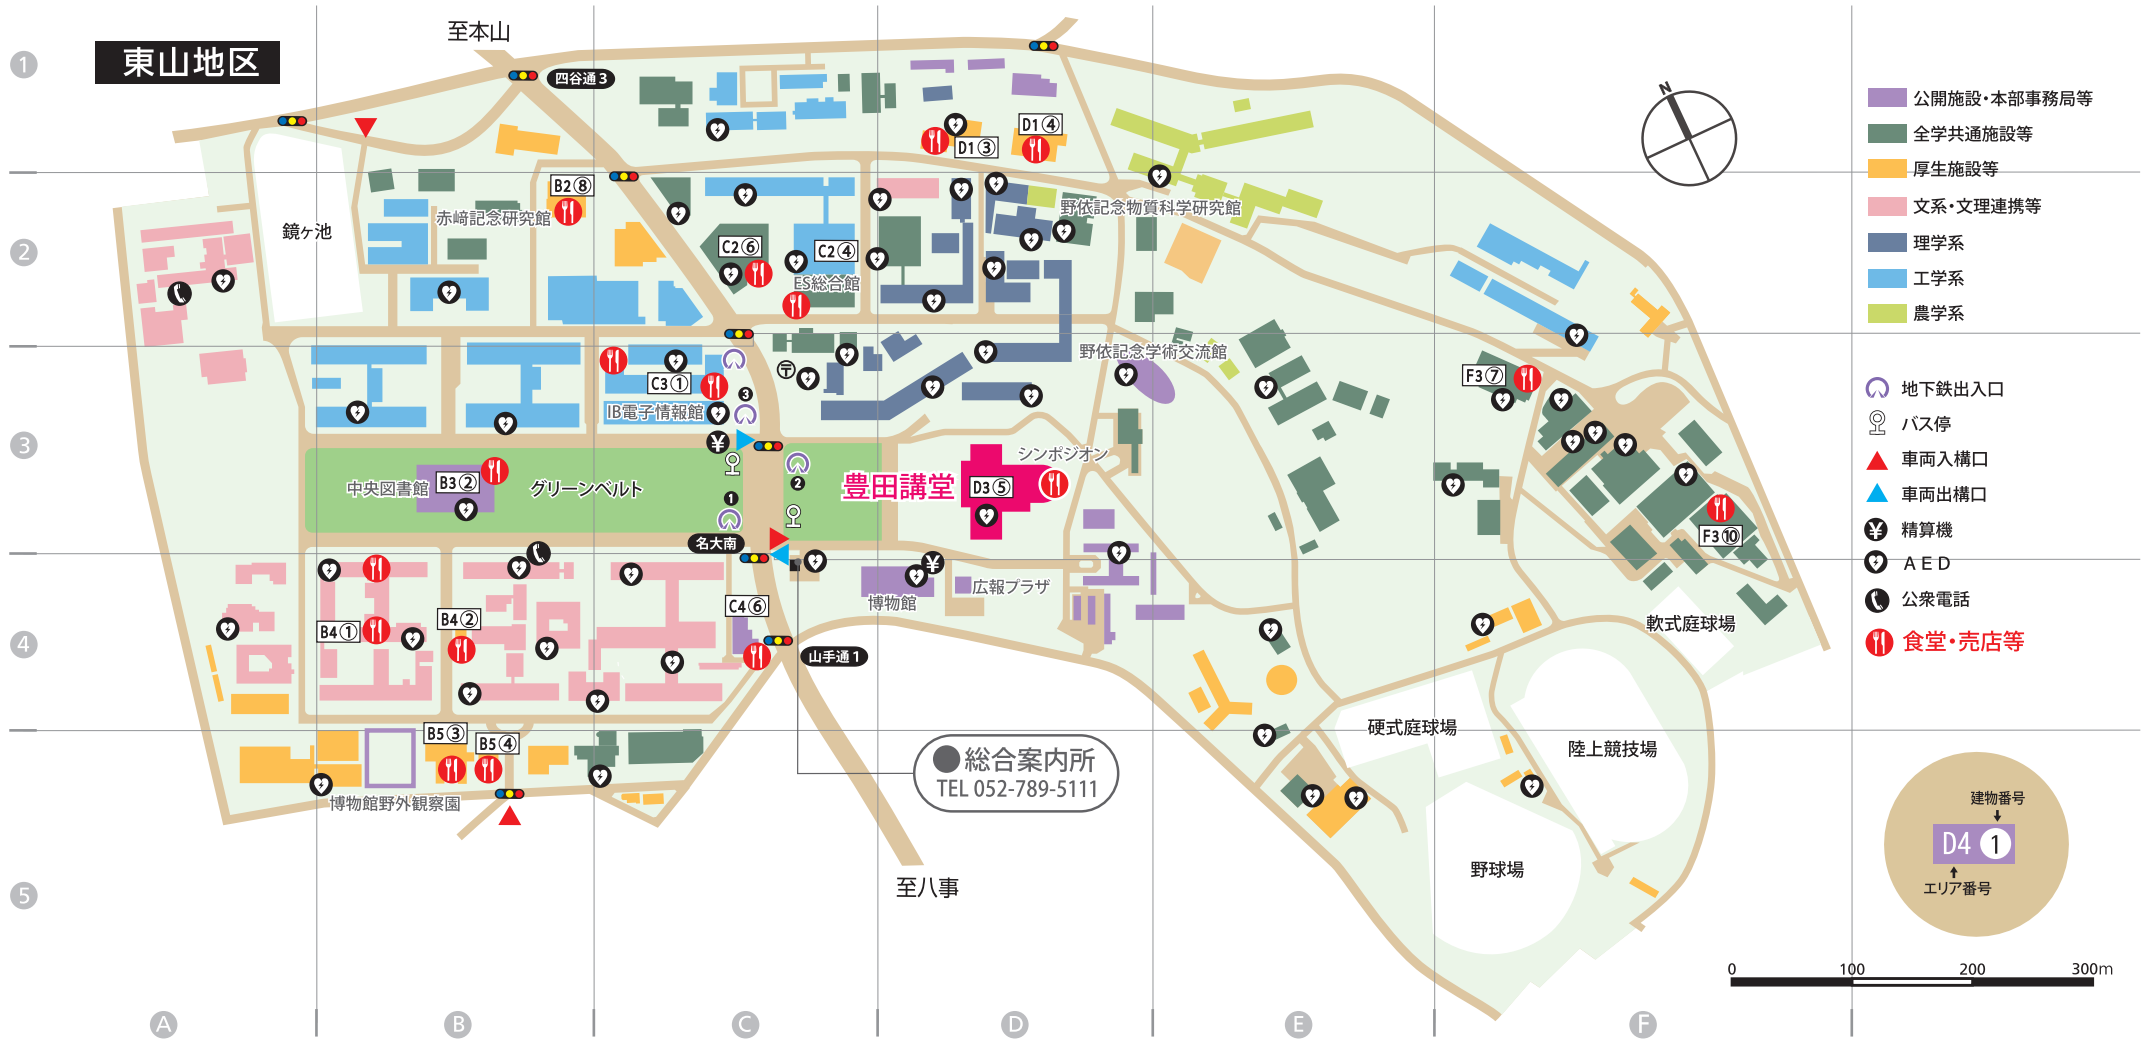 東山地区
至本山
四谷通3
1
2
3
4
5
A
B
C
D
E
F
N
公開施設・本部事務局等
全学共通施設等
厚生施設等
文系・文理連携等
理学系
工学系
農学系
地下鉄出入口
バス停
車両入構口
車両出構口
精算機
AED
公衆電話
食堂・売店等
D1③
D1④
B2⑧
赤﨑記念研究館
鏡ヶ池
C2⑥
C2④
ES総合館
野依記念物質科学研究館
野依記念学術交流館
C3①
IB電子情報館
F3⑦
中央図書館
B3②
グリーンベルト
豊田講堂
D3⑤
シンポジオン
3
1
2
〒
¥
名大南
F3⑩
博物館
広報プラザ
C4⑥
B4①
B4②
山手通1
B5③
B5④
博物館野外観察園
軟式庭球場
硬式庭球場
陸上競技場
野球場
総合案内所
TEL 052-789-5111
至八事
建物番号
D4 1
エリア番号
0 100 200 300m